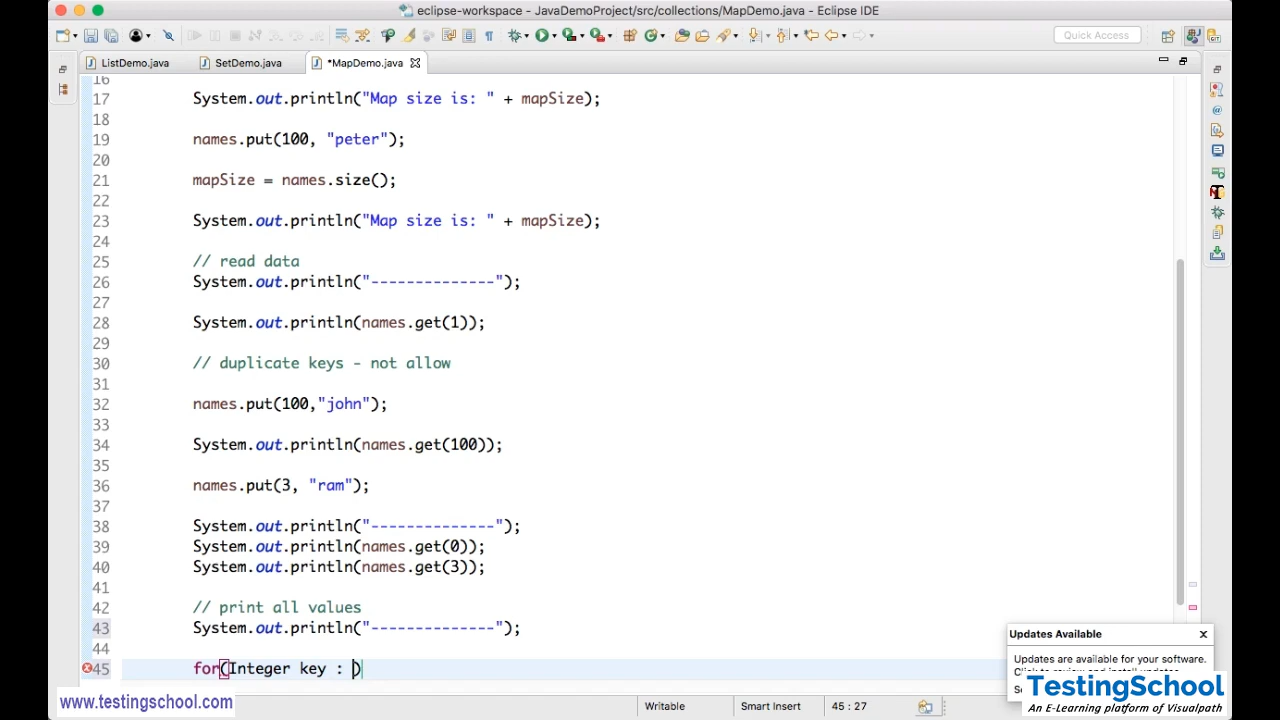 eclipse-workspace - JavaDemoProject/src/collections/MapDemo.java - Eclipse IDE
Quick Access
ListDemo.java
SetDemo.java
*MapDemo.java
16
17 System.out.println("Map size is: " + mapSize);
18
19 names.put(100, "peter");
20
21 mapSize = names.size();
22
23 System.out.println("Map size is: " + mapSize);
24
25 // read data
26 System.out.println("--------------");
27
28 System.out.println(names.get(1));
29
30 // duplicate keys - not allow
31
32 names.put(100,"john");
33
34 System.out.println(names.get(100));
35
36 names.put(3, "ram");
37
38 System.out.println("--------------");
39 System.out.println(names.get(0));
40 System.out.println(names.get(3));
41
42 // print all values
43 System.out.println("--------------");
44
45 for(Integer key : )
Updates Available
Updates are available for your software.
TestingSchool
An E-Learning platform of Visualpath
www.testingschool.com
Writable
Smart Insert
45 : 27